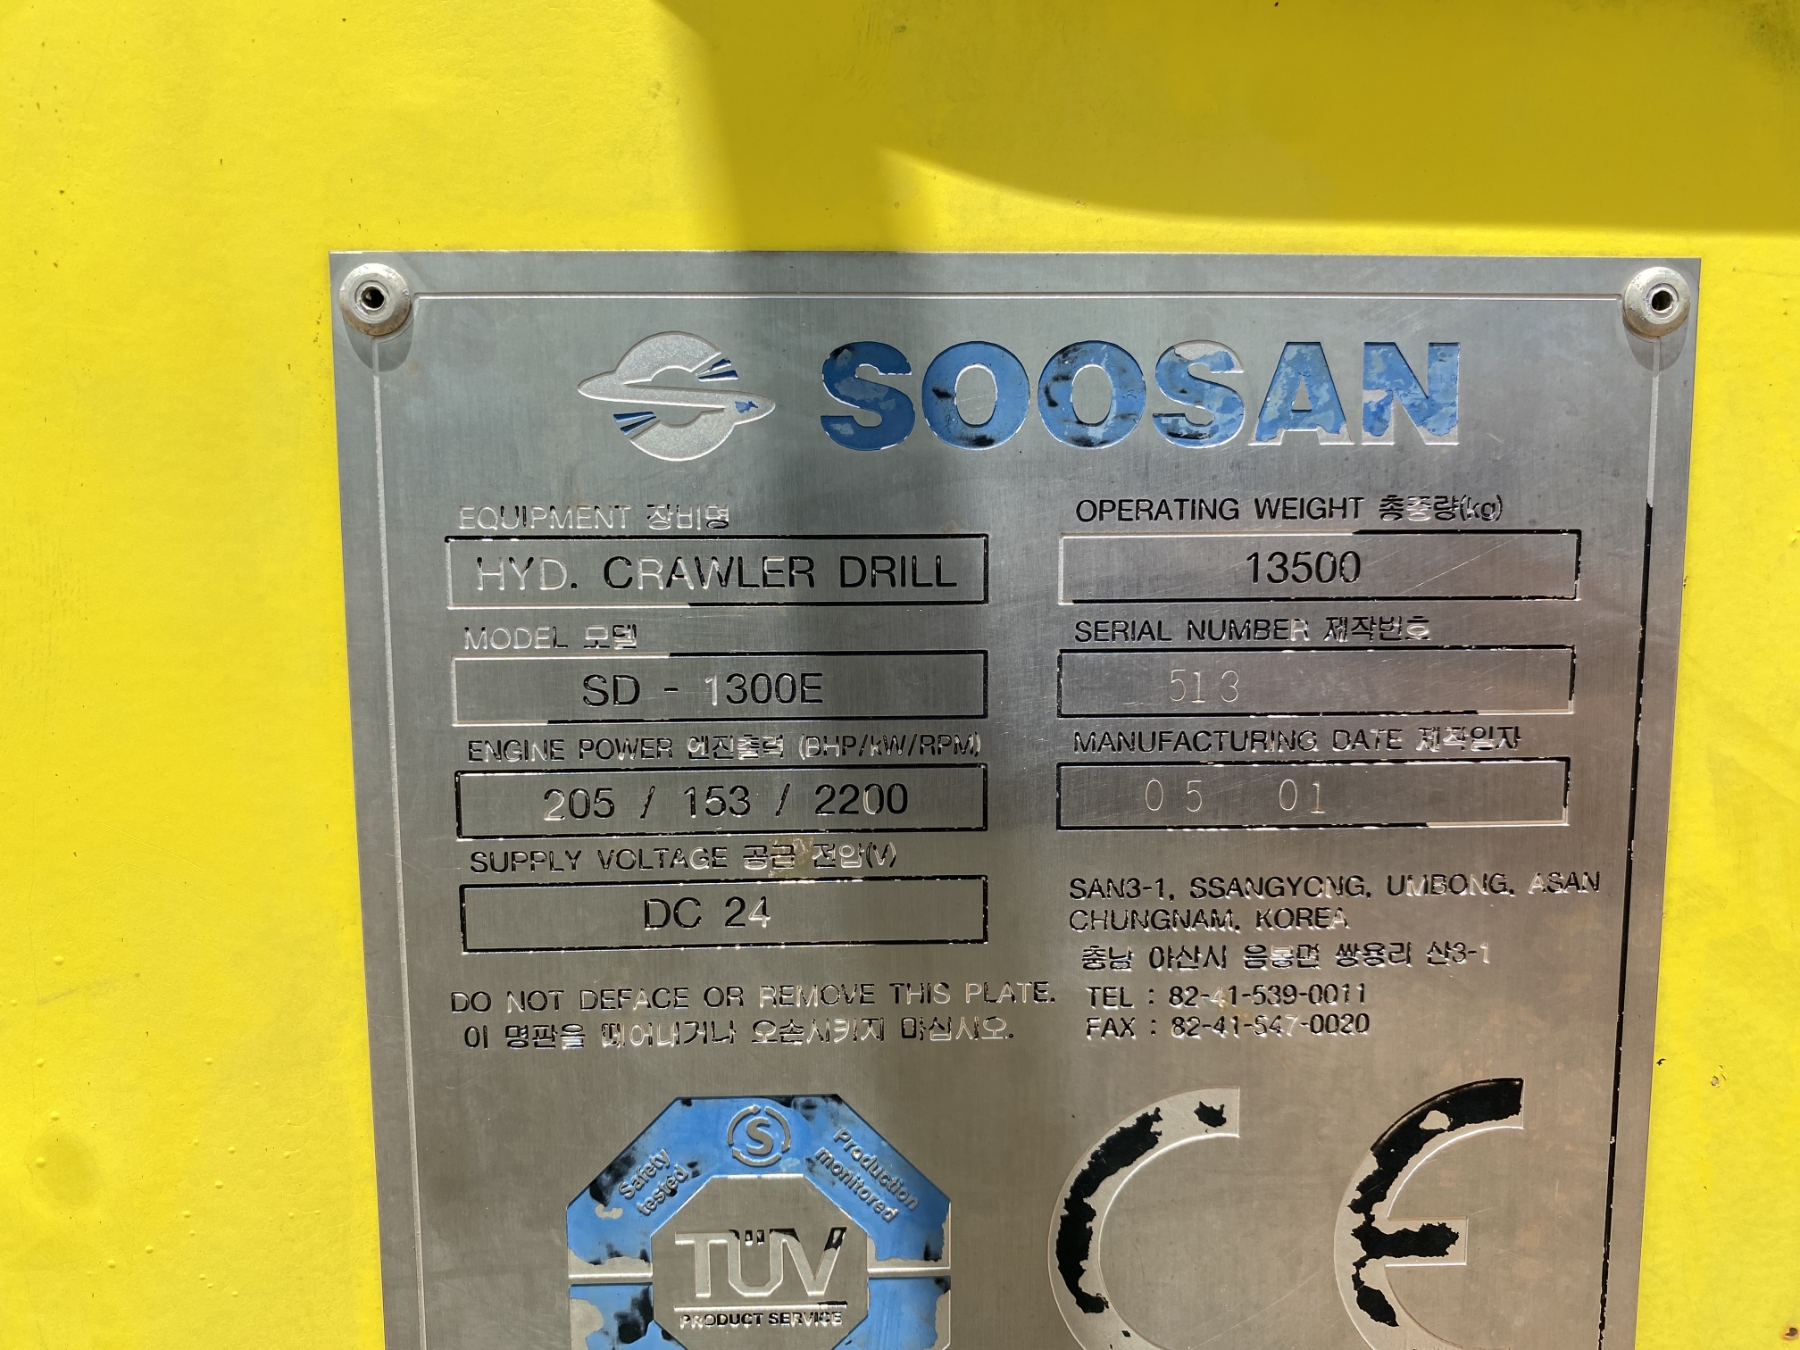 SOOSAN
EQUIPMENT 장비명
HYD. CRAWLER DRILL
MODEL 모델
SD - 1300E
ENGINE POWER 엔진출력 (BHP/kW/RPM)
205 / 153 / 2200
SUPPLY VOLTAGE 공급 전압(V)
DC 24
DO NOT DEFACE OR REMOVE THIS PLATE.
이 명판을 떼어내거나 오손시키지 마십시오.
OPERATING WEIGHT 총중량(kg)
13500
SERIAL NUMBER 제작번호
513
MANUFACTURING DATE 제작일자
05 01
SAN3-1, SSANGYONG, UMBONG, ASAN
CHUNGNAM, KOREA
충남 아산시 음봉면 쌍용리 산3-1
TEL : 82-41-539-0011
FAX : 82-41-547-0020
S
Safety tested
Production monitored
TÜV
PRODUCT SERVICE
CE